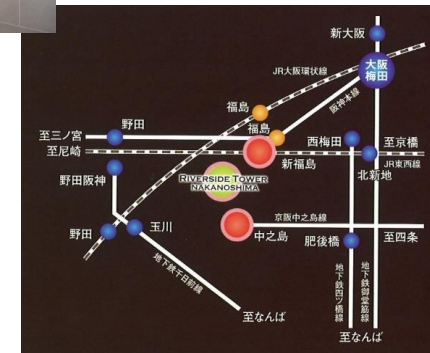 新大阪
大阪
梅田
JR大阪環状線
阪神本線
福島
福島
野田
至三ノ宮
至尼崎
西梅田
至京橋
JR東西線
新福島
北新地
野田阪神
RIVERSIDE TOWER
NAKANOSHIMA
京阪中之島線
野田
玉川
中之島
肥後橋
至四条
地下鉄千日前線
地下鉄四ツ橋線
地下鉄御堂筋線
至なんば
至なんば